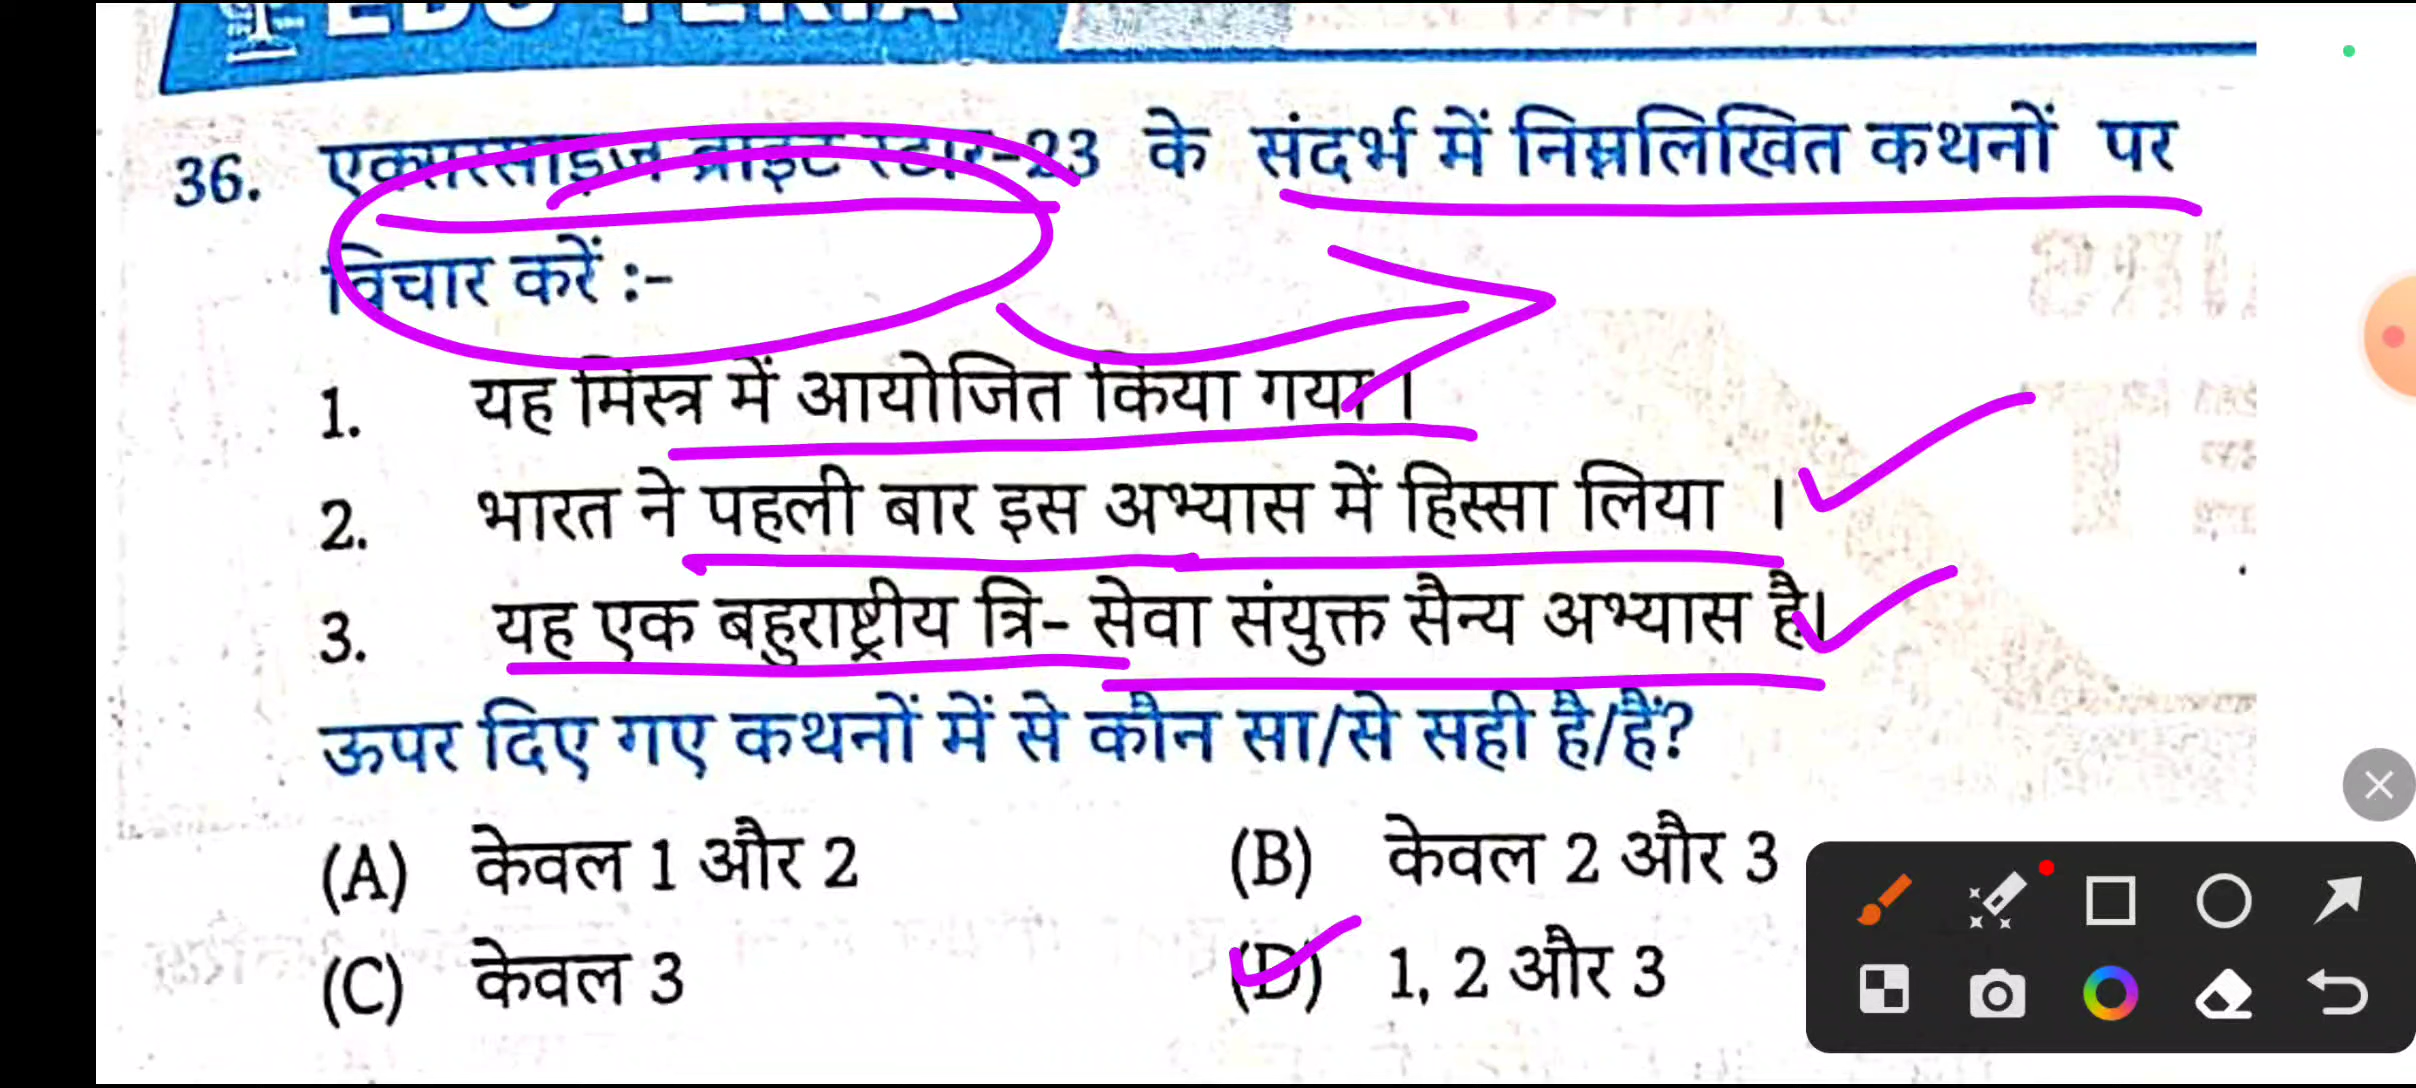 36. एक्सरसाइज ब्राइट स्टार-23 के संदर्भ में निम्नलिखित कथनों पर
विचार करें :-
1. यह मिस्त्र में आयोजित किया गया।
2. भारत ने पहली बार इस अभ्यास में हिस्सा लिया ।
3. यह एक बहुराष्ट्रीय त्रि- सेवा संयुक्त सैन्य अभ्यास है।
ऊपर दिए गए कथनों में से कौन सा/से सही है/हैं?
(A) केवल 1 और 2 (B) केवल 2 और 3
(C) केवल 3 (D) 1, 2 और 3